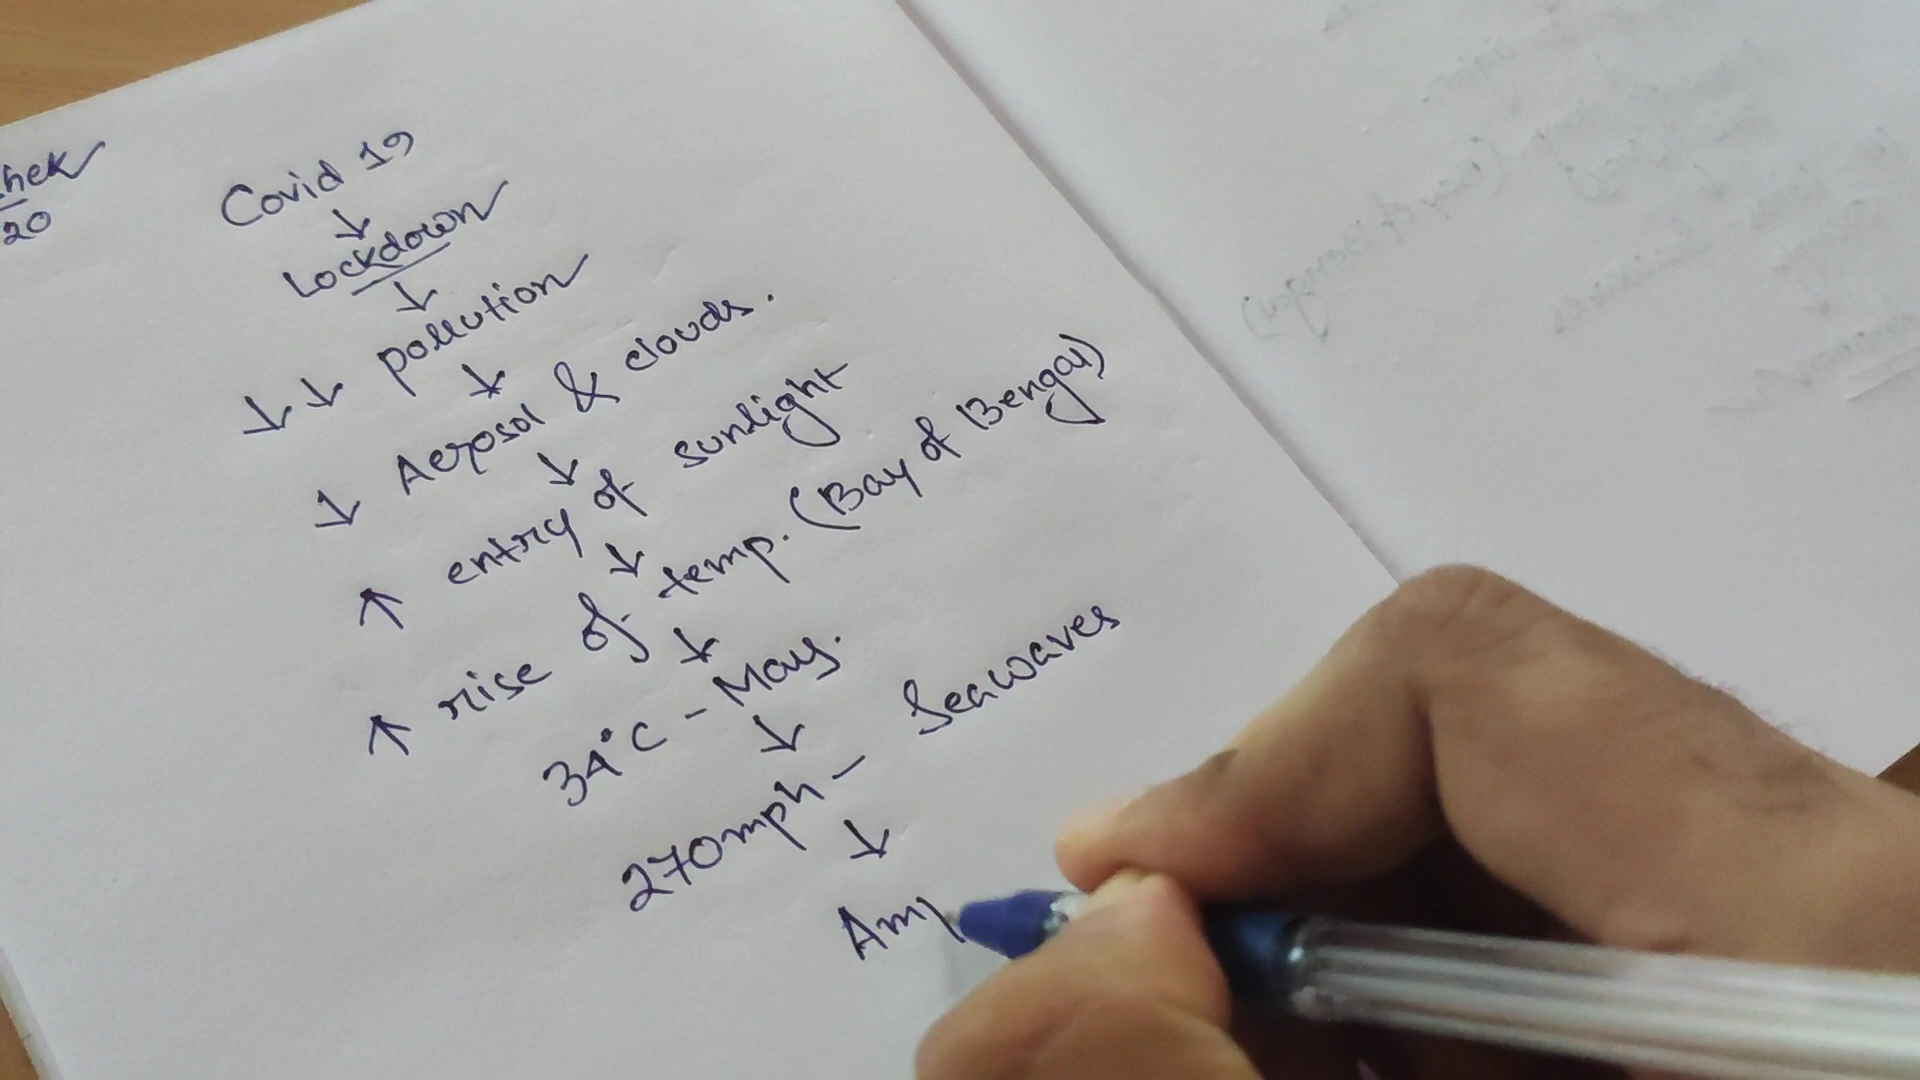 20
Covid 19
↓
Lockdown
↓
↓↓ pollution
↓
↓ Aerosol & clouds.
↓
↑ entry of sunlight
↓
↑ rise of temp. (Bay of Bengal)
↓
34°C - May.
↓
270mph - Seawaves
↓
Am